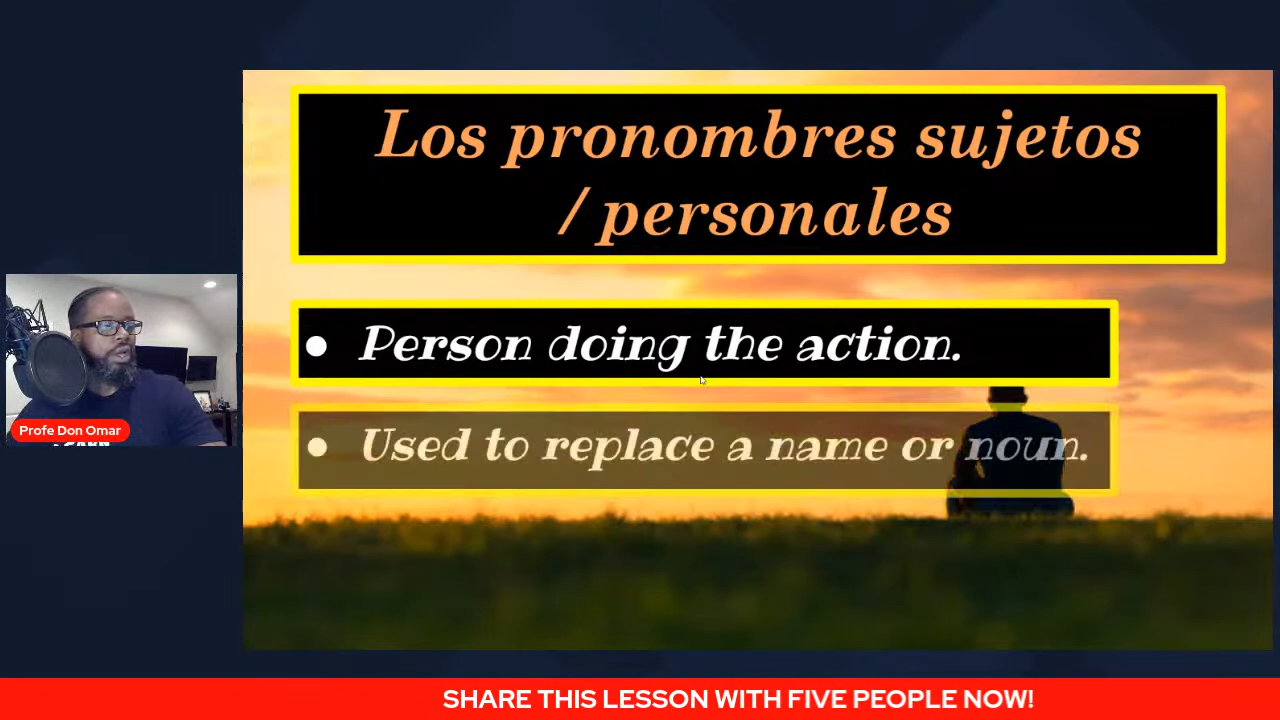 Los pronombres sujetos
/ personales
• Person doing the action.
• Used to replace a name or noun.
Profe Don Omar
SHARE THIS LESSON WITH FIVE PEOPLE NOW!